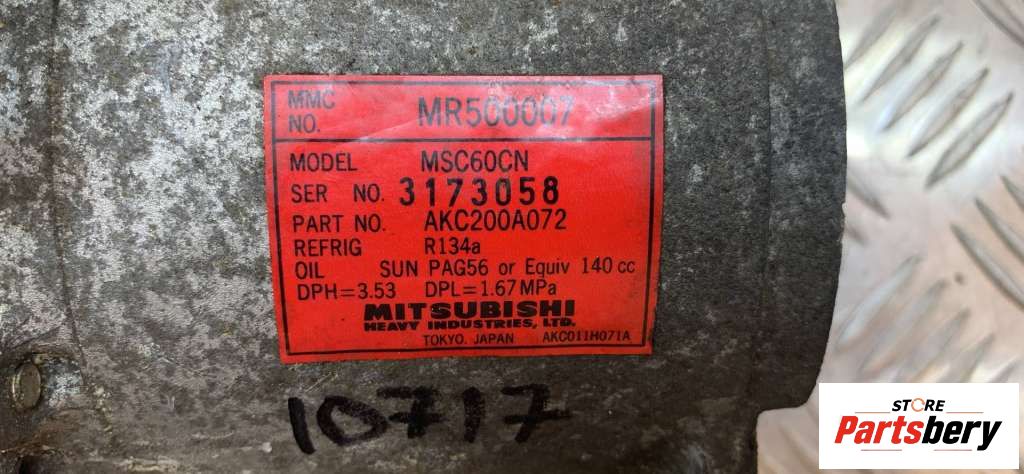 MMC NO. MR500007
MODEL MSC60CN
SER NO. 3173058
PART NO. AKC200A072
REFRIG R134a
OIL SUN PAG56 or Equiv 140 cc
DPH=3.53 DPL=1.67MPa
MITSUBISHI
HEAVY INDUSTRIES, LTD.
TOKYO. JAPAN AKC011H071A
10717
STORE
Partsbery